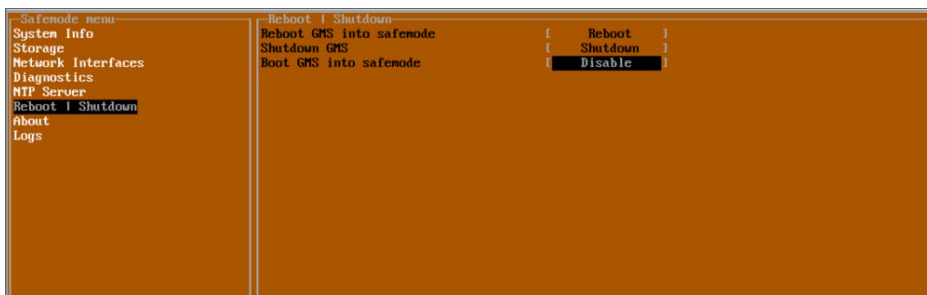 Safemode menu
System Info
Storage
Network Interfaces
Diagnostics
NTP Server
Reboot | Shutdown
About
Logs
Reboot | Shutdown
Reboot GMS into safemode [ Reboot ]
Shutdown GMS [ Shutdown ]
Boot GMS into safemode [ Disable ]